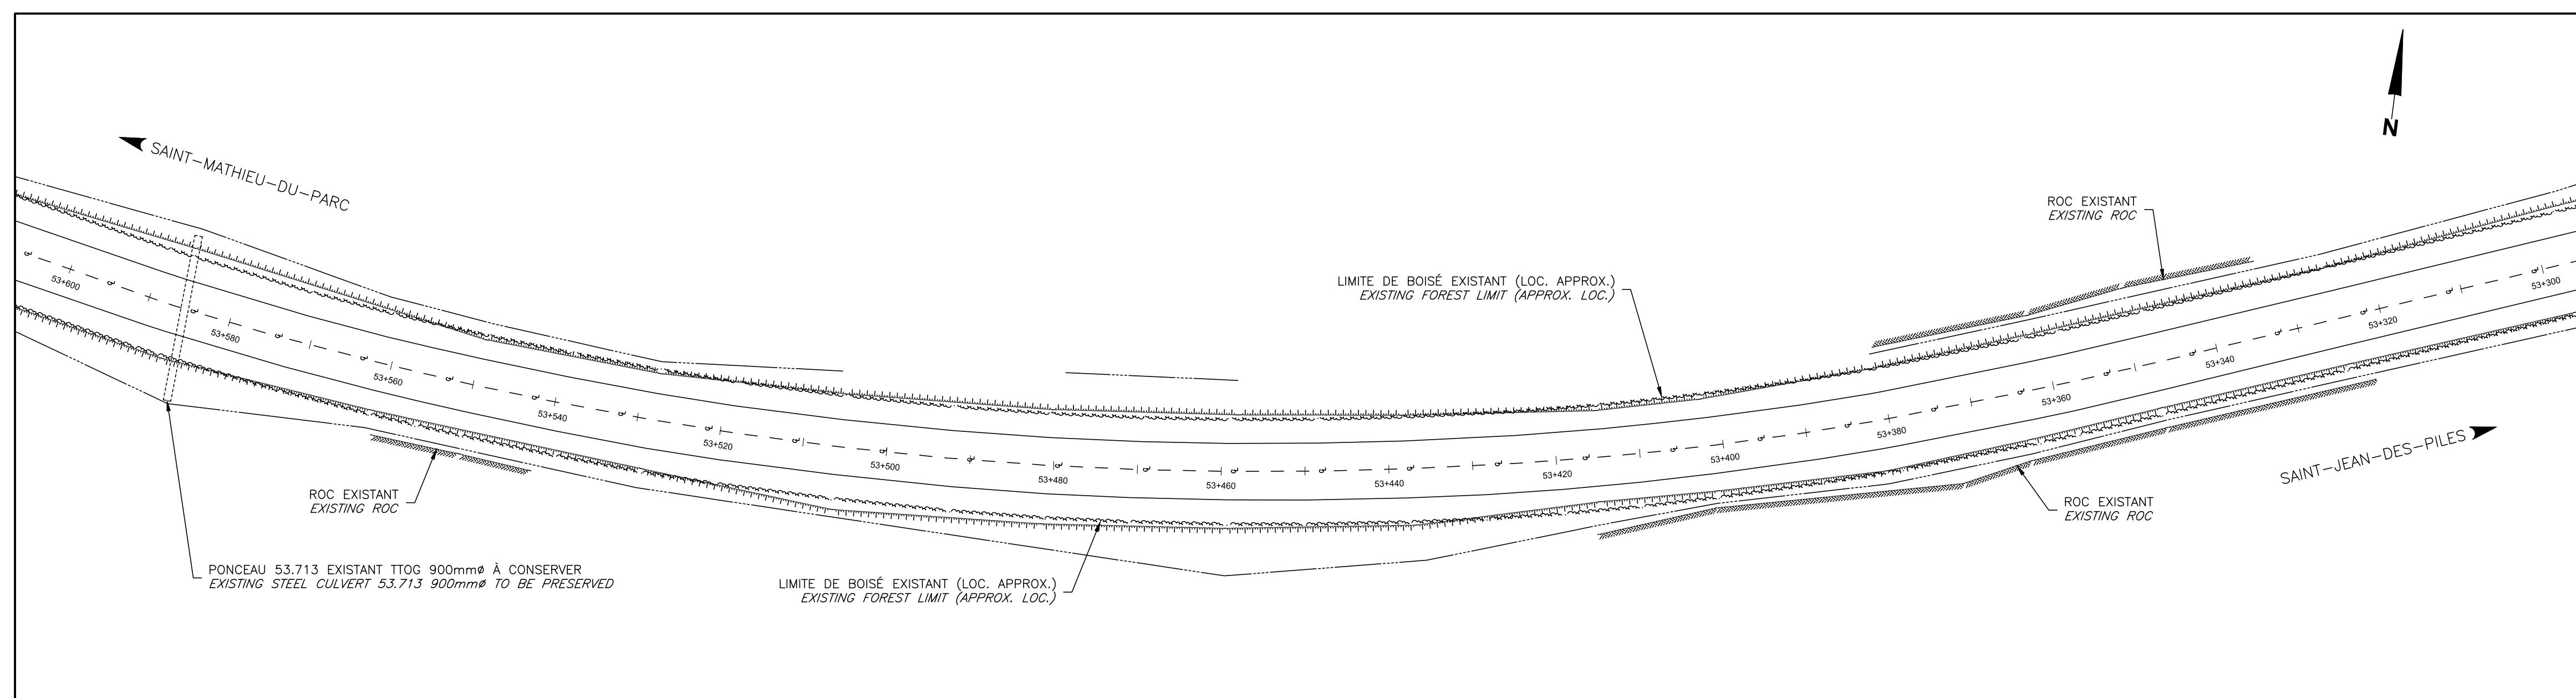 N
SAINT-MATHIEU-DU-PARC
ROC EXISTANT
EXISTING ROC
LIMITE DE BOISÉ EXISTANT (LOC. APPROX.)
EXISTING FOREST LIMIT (APPROX. LOC.)
53+600
53+580
53+560
53+540
53+520
53+500
53+480
53+460
53+440
53+420
53+400
53+380
53+360
53+340
53+320
53+300
SAINT-JEAN-DES-PILES
ROC EXISTANT
EXISTING ROC
ROC EXISTANT
EXISTING ROC
PONCEAU 53.713 EXISTANT TTOG 900mmø À CONSERVER
EXISTING STEEL CULVERT 53.713 900mmø TO BE PRESERVED
LIMITE DE BOISÉ EXISTANT (LOC. APPROX.)
EXISTING FOREST LIMIT (APPROX. LOC.)